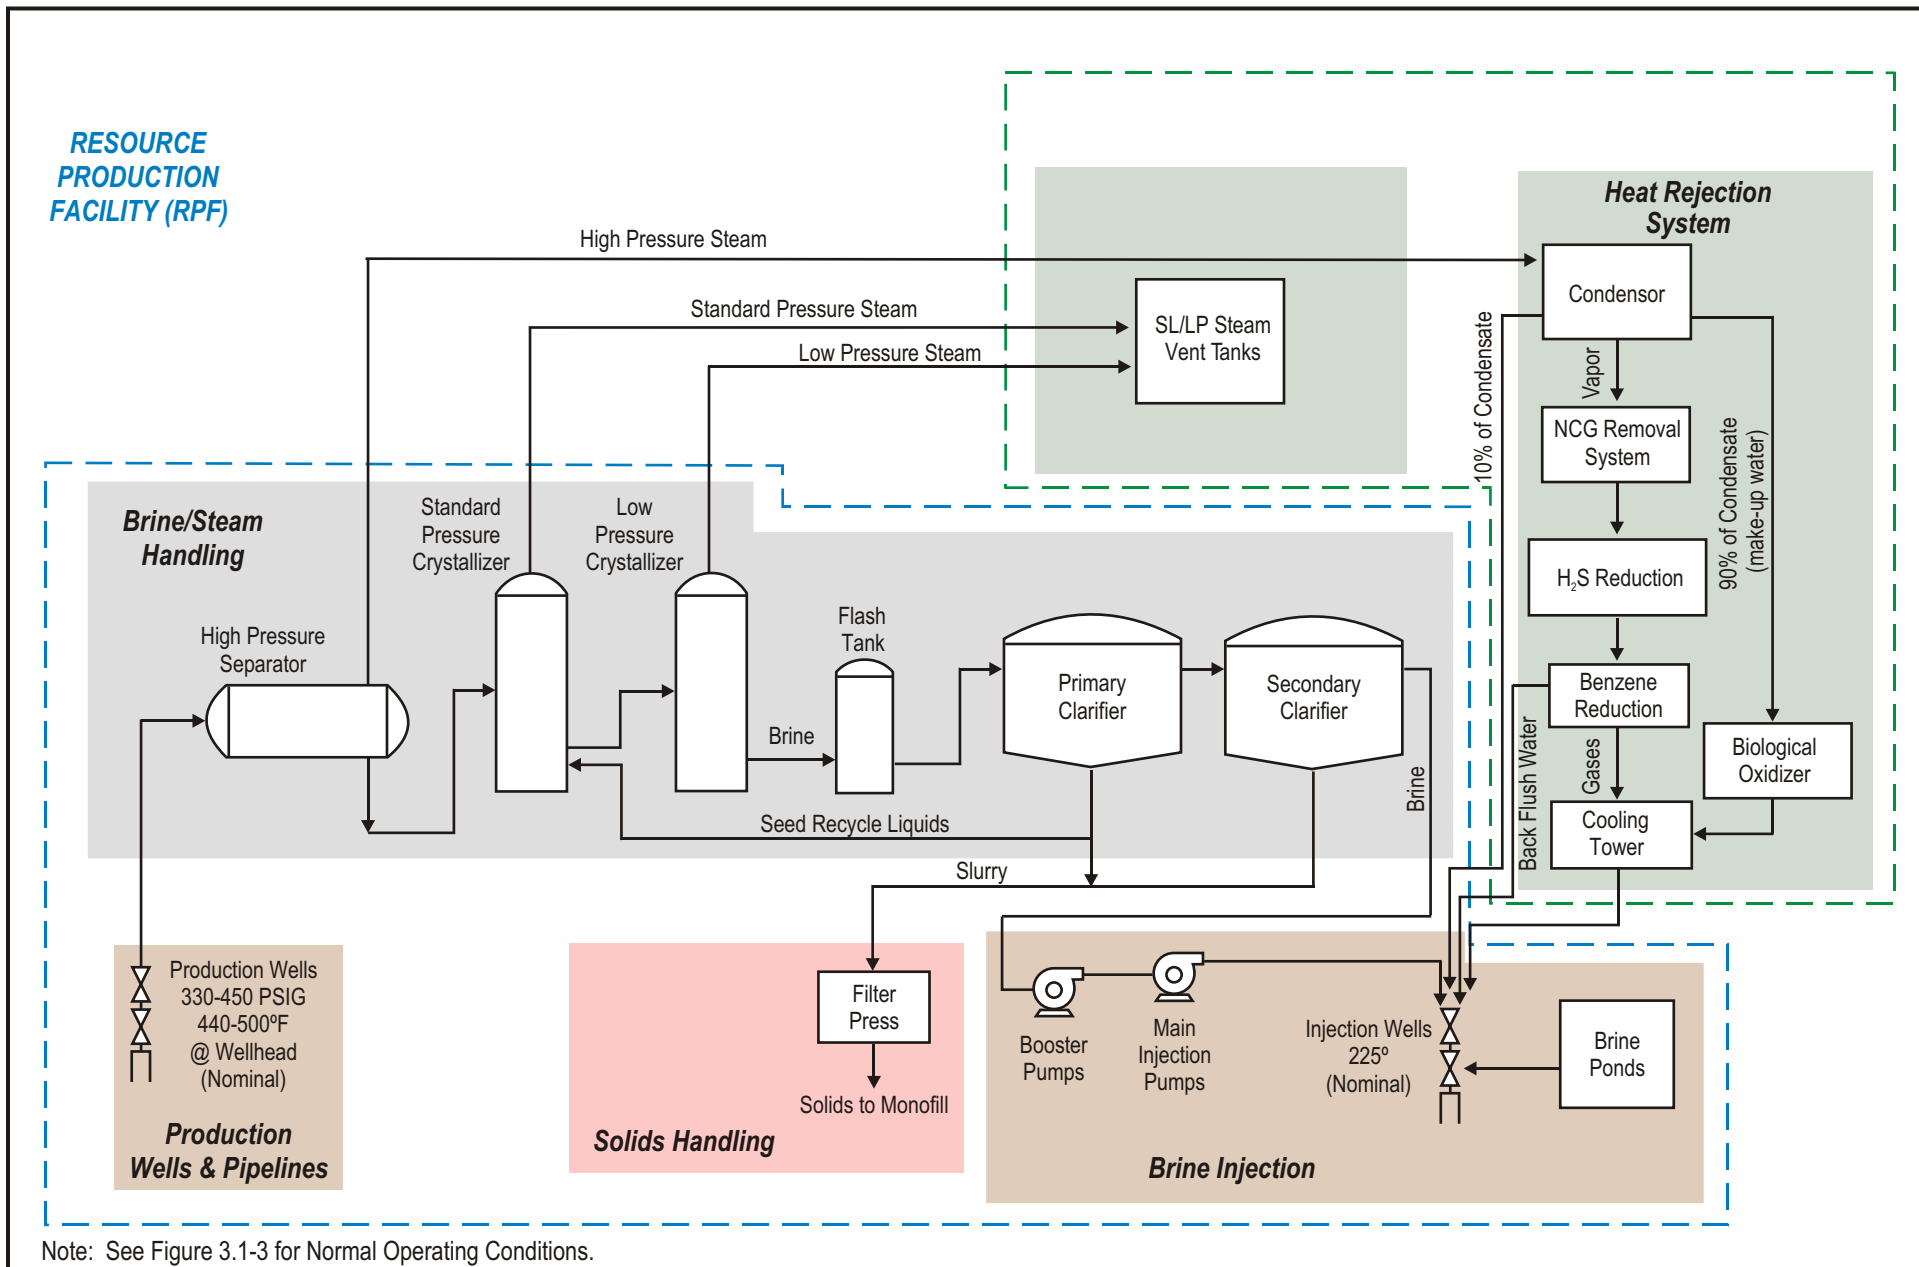 RESOURCE
PRODUCTION
FACILITY (RPF)
High Pressure Steam
Standard Pressure Steam
Low Pressure Steam
SL/LP Steam
Vent Tanks
Heat Rejection
System
Condensor
10% of Condensate
Vapor
NCG Removal
System
90% of Condensate
(make-up water)
H₂S Reduction
Benzene
Reduction
Back Flush Water
Gases
Biological
Oxidizer
Cooling
Tower
Brine/Steam
Handling
Standard
Pressure
Crystallizer
Low
Pressure
Crystallizer
High Pressure
Separator
Flash
Tank
Brine
Primary
Clarifier
Secondary
Clarifier
Brine
Seed Recycle Liquids
Slurry
Production Wells
330-450 PSIG
440-500ºF
@ Wellhead
(Nominal)
Production
Wells & Pipelines
Filter
Press
Solids to Monofill
Solids Handling
Booster
Pumps
Main
Injection
Pumps
Injection Wells
225º
(Nominal)
Brine
Ponds
Brine Injection
Note:  See Figure 3.1-3 for Normal Operating Conditions.